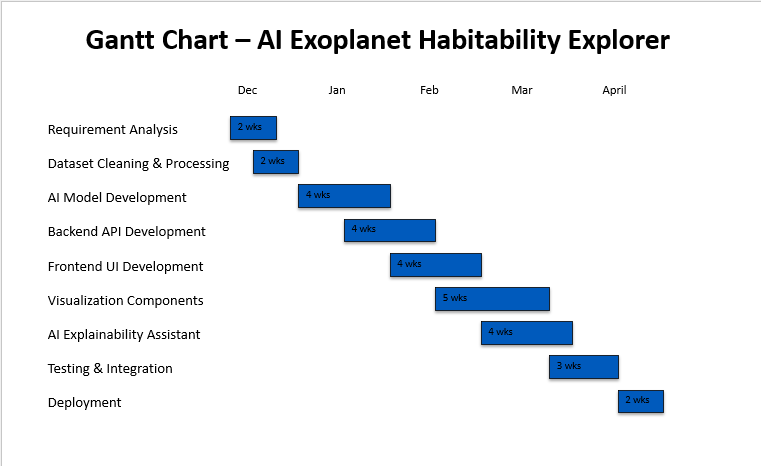 Gantt Chart – AI Exoplanet Habitability Explorer
Dec Jan Feb Mar April
Requirement Analysis 2 wks
Dataset Cleaning & Processing 2 wks
AI Model Development 4 wks
Backend API Development 4 wks
Frontend UI Development 4 wks
Visualization Components 5 wks
AI Explainability Assistant 4 wks
Testing & Integration 3 wks
Deployment 2 wks